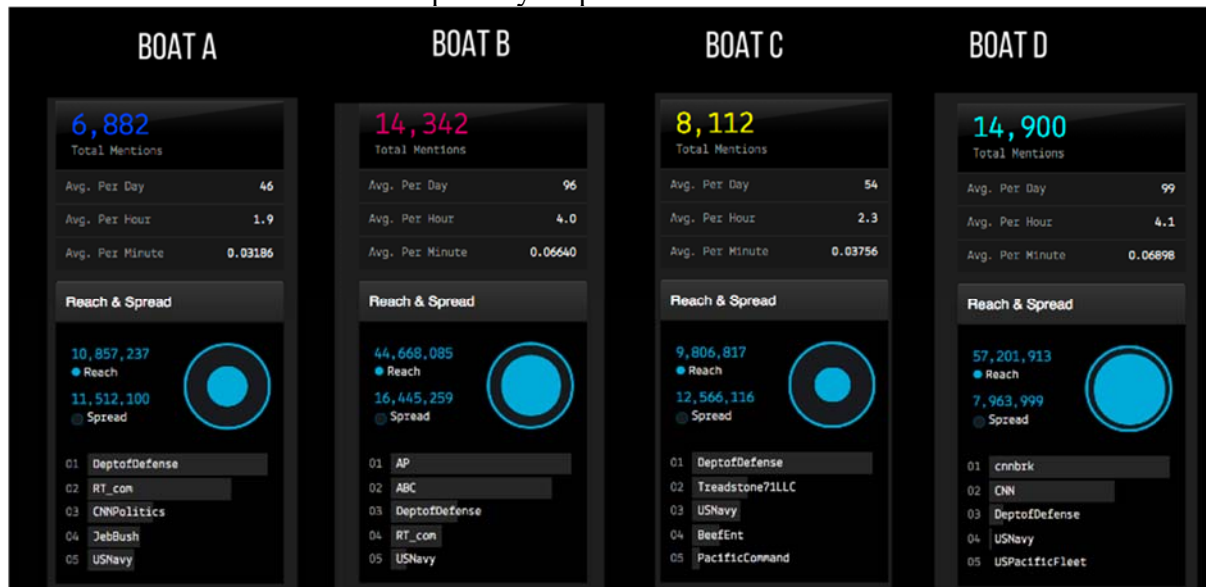 BOAT A
6,882
Total Mentions
Avg. Per Day 46
Avg. Per Hour 1.9
Avg. Per Minute 0.03186
Reach & Spread
10,857,237
Reach
11,512,100
Spread
01 DeptofDefense
02 RT_com
03 CNNPolitics
04 JebBush
05 USNavy
BOAT B
14,342
Total Mentions
Avg. Per Day 96
Avg. Per Hour 4.0
Avg. Per Minute 0.06640
Reach & Spread
44,668,085
Reach
16,445,259
Spread
01 AP
02 ABC
03 DeptofDefense
04 RT_com
05 USNavy
BOAT C
8,112
Total Mentions
Avg. Per Day 54
Avg. Per Hour 2.3
Avg. Per Minute 0.03756
Reach & Spread
9,806,817
Reach
12,566,116
Spread
01 DeptofDefense
02 Treadstone71LLC
03 USNavy
04 BeefEnt
05 PacificCommand
BOAT D
14,900
Total Mentions
Avg. Per Day 99
Avg. Per Hour 4.1
Avg. Per Minute 0.06898
Reach & Spread
57,201,913
Reach
7,963,999
Spread
01 cnnbrk
02 CNN
03 DeptofDefense
04 USNavy
05 USPacificFleet